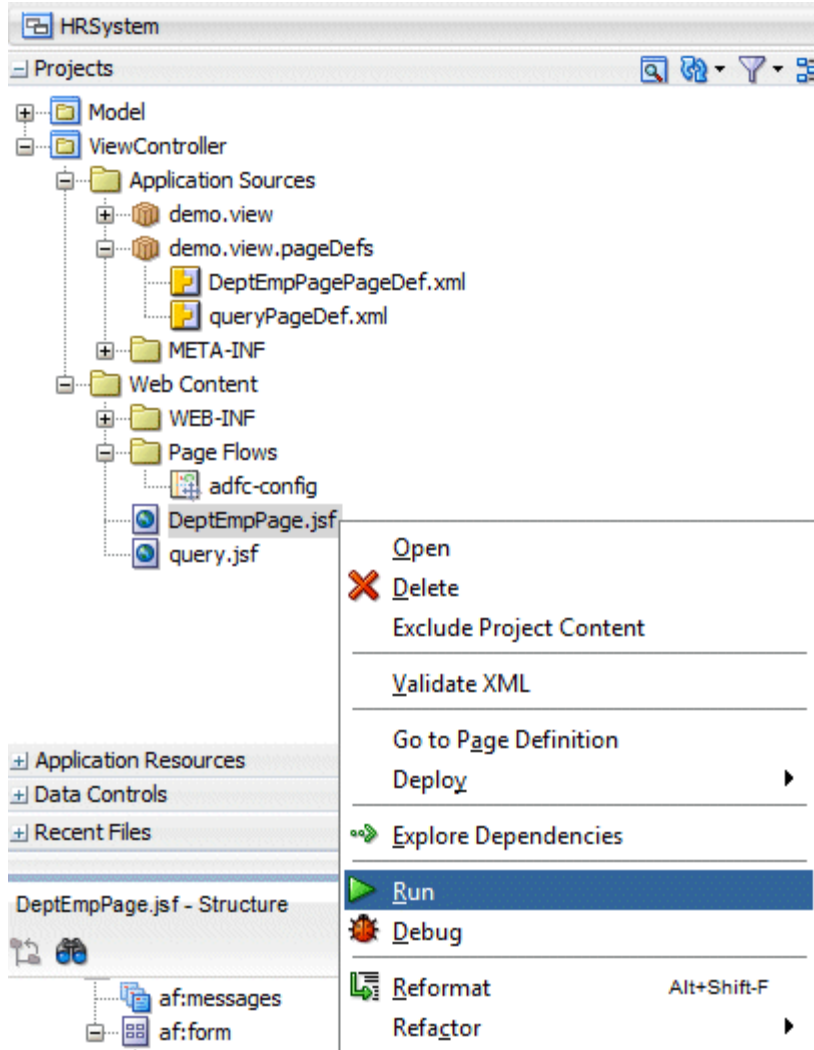 HRSystem
Projects
Model
ViewController
Application Sources
demo.view
demo.view.pageDefs
DeptEmpPagePageDef.xml
queryPageDef.xml
META-INF
Web Content
WEB-INF
Page Flows
adfc-config
DeptEmpPage.jsf
query.jsf
Open
Delete
Exclude Project Content
Validate XML
Go to Page Definition
Deploy
Explore Dependencies
Run
Debug
Reformat Alt+Shift-F
Refactor
Application Resources
Data Controls
Recent Files
DeptEmpPage.jsf - Structure
af:messages
af:form